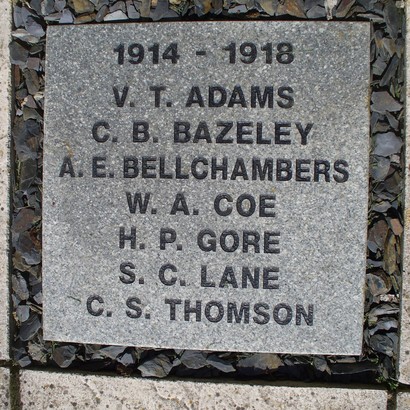 1914 - 1918
V. T. ADAMS
C. B. BAZELEY
A. E. BELLCHAMBERS
W. A. COE
H. P. GORE
S. C. LANE
C. S. THOMSON